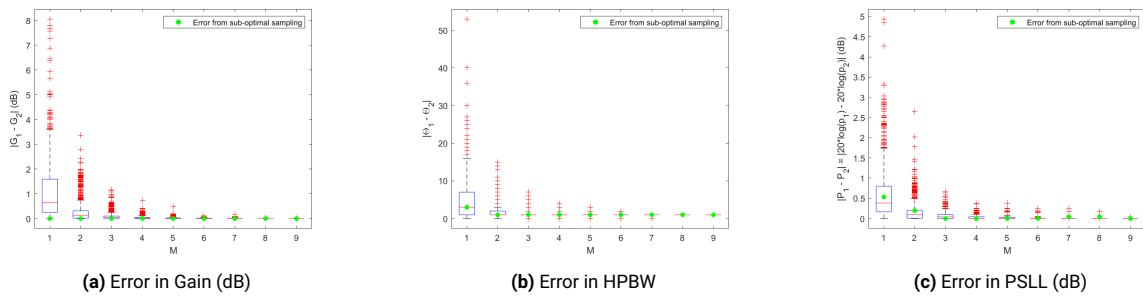 Error from sub-optimal sampling
8
7
6
5
4
3
2
1
0
|G₁ - G₂| (dB)
1 2 3 4 5 6 7 8 9
M
(a) Error in Gain (dB)
Error from sub-optimal sampling
50
40
30
20
10
0
|Θ₁ - Θ₂|
1 2 3 4 5 6 7 8 9
M
(b) Error in HPBW
Error from sub-optimal sampling
5
4.5
4
3.5
3
2.5
2
1.5
1
0.5
0
|P₁ - P₂| = |20*log(p₁) - 20*log(p₂)| (dB)
1 2 3 4 5 6 7 8 9
M
(c) Error in PSLL (dB)